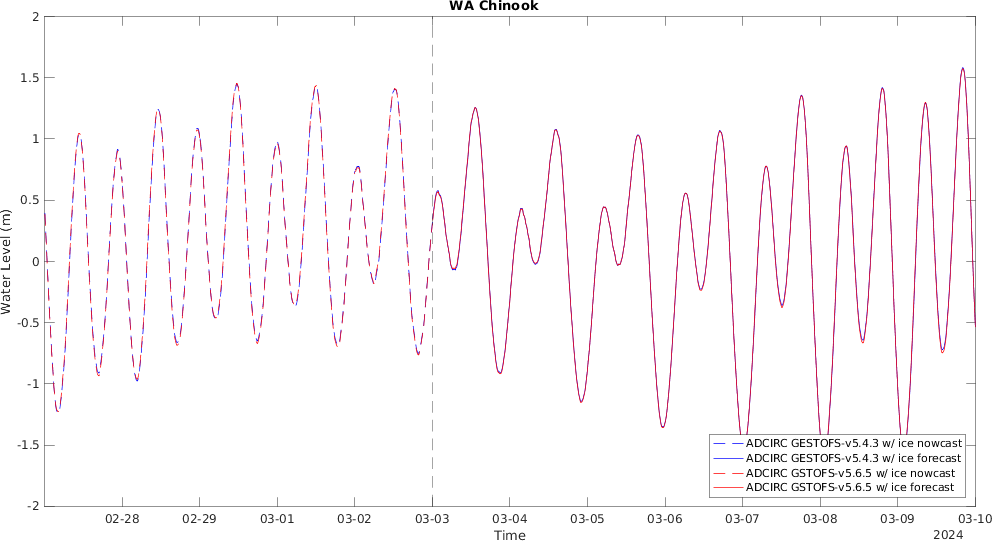 WA Chinook
2
1.5
1
0.5
0
-0.5
-1
-1.5
-2
Water Level (m)
ADCIRC GESTOFS-v5.4.3 w/ ice nowcast
ADCIRC GESTOFS-v5.4.3 w/ ice forecast
ADCIRC GSTOFS-v5.6.5 w/ ice nowcast
ADCIRC GSTOFS-v5.6.5 w/ ice forecast
02-28 02-29 03-01 03-02 03-03 03-04 03-05 03-06 03-07 03-08 03-09 03-10
Time
2024